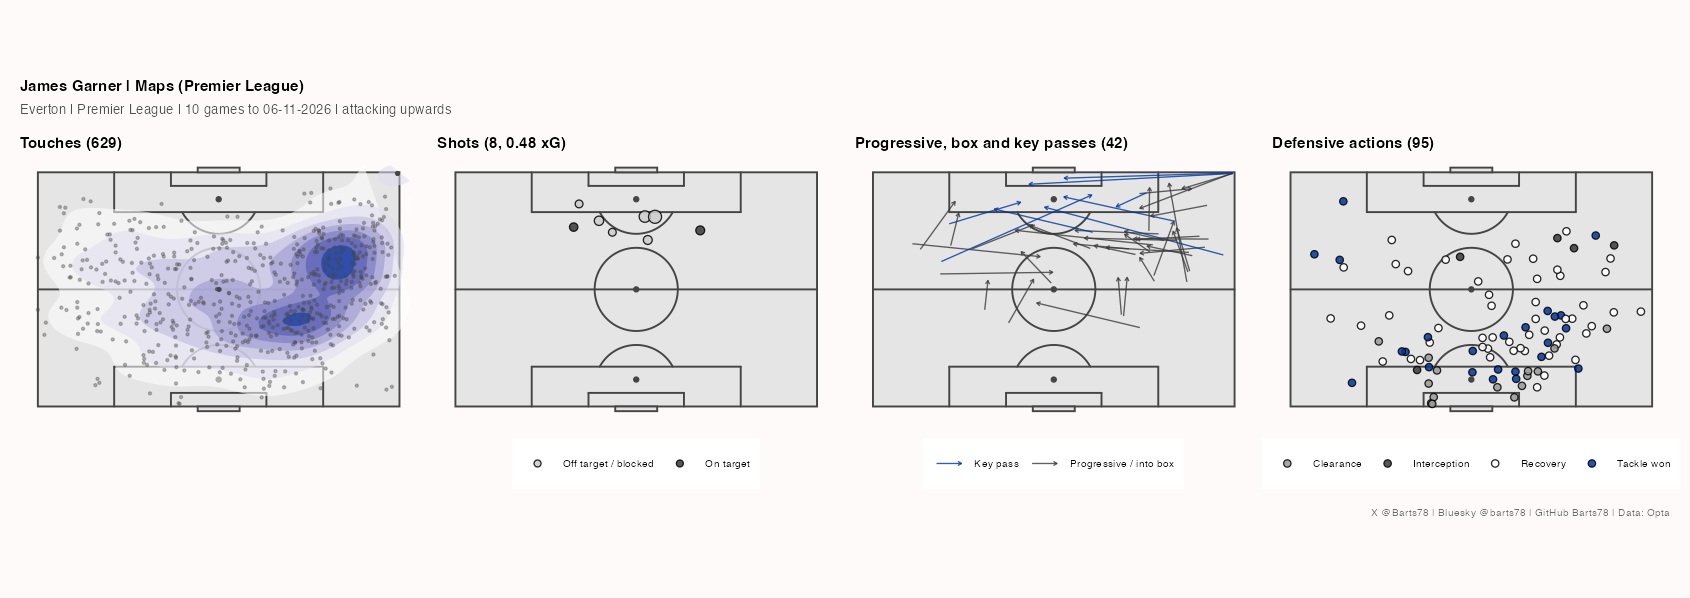 James Garner | Maps (Premier League)
Everton | Premier League | 10 games to 06-11-2026 | attacking upwards
Touches (629)
Shots (8, 0.48 xG)
Progressive, box and key passes (42)
Defensive actions (95)
Off target / blocked
On target
Key pass
Progressive / into box
Clearance
Interception
Recovery
Tackle won
X @Barts78 | Bluesky @barts78 | GitHub Barts78 | Data: Opta